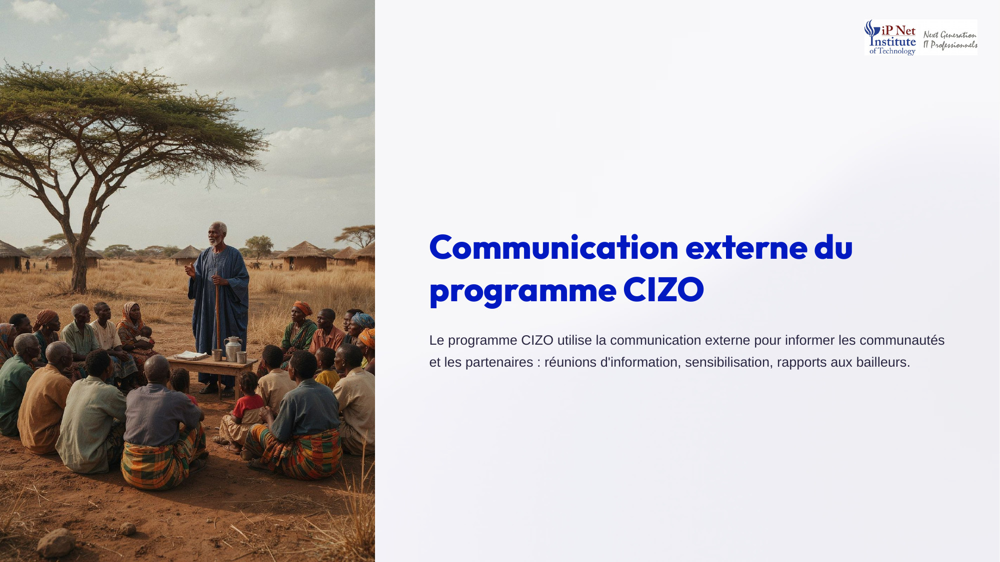 iP Net
Institute
of Technology
Next Generation
IT Professionnels
Communication externe du
programme CIZO
Le programme CIZO utilise la communication externe pour informer les communautés
et les partenaires : réunions d'information, sensibilisation, rapports aux bailleurs.